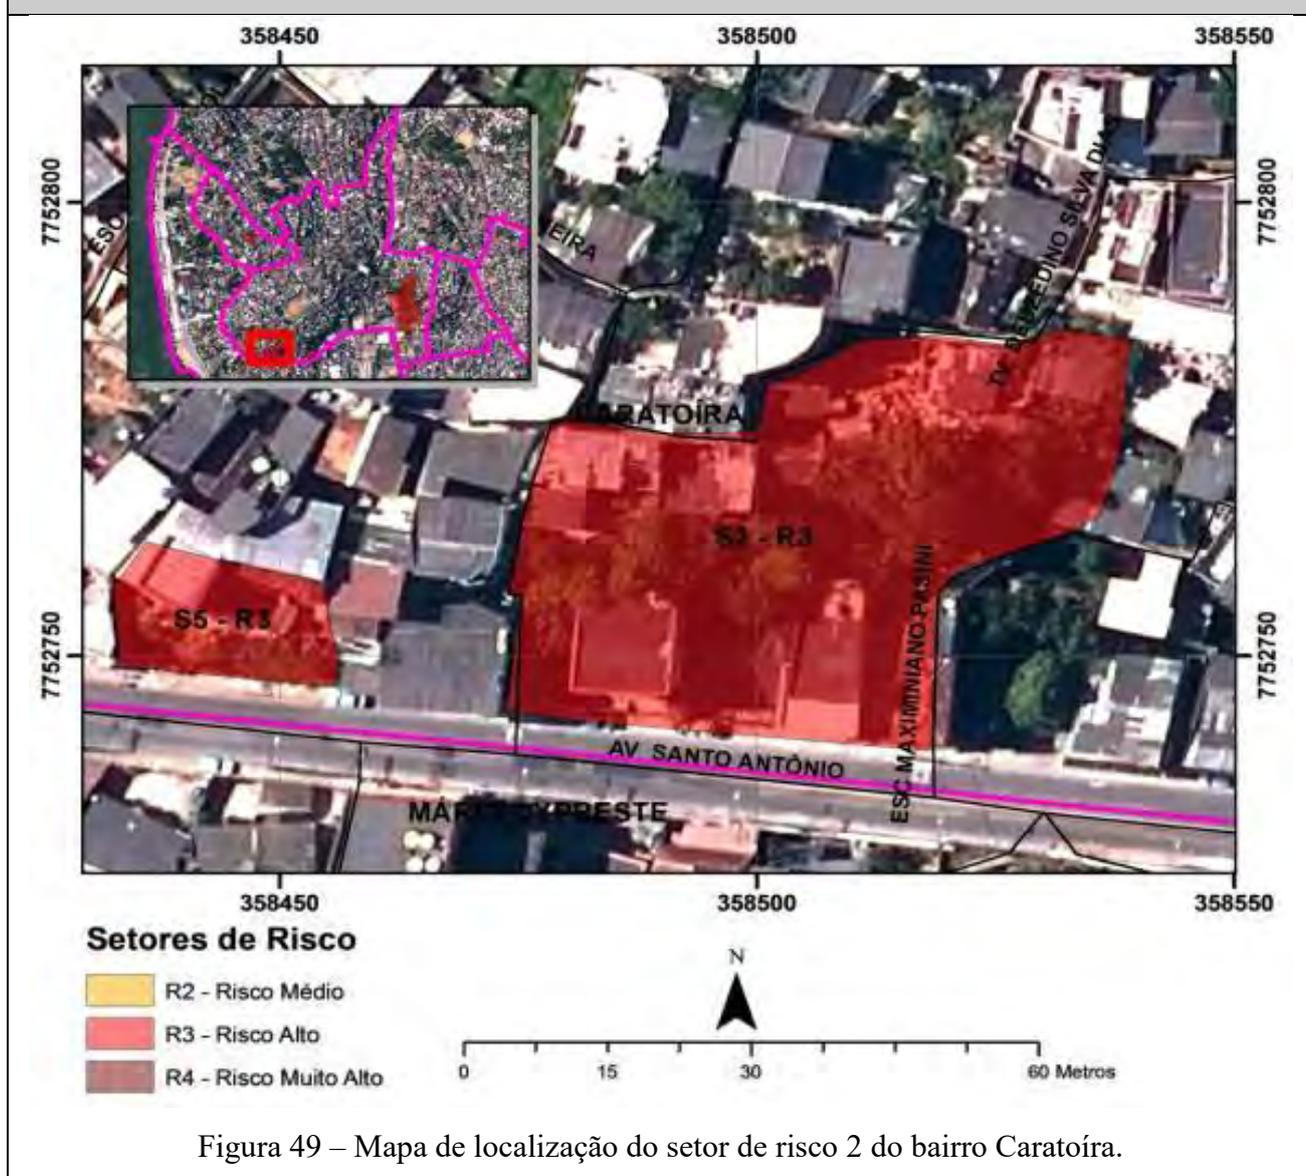 358450 358500 358550
7752800
7752800
EIRA
CARATOÍRA
S5 - R3
ESC. MAXIMINIANO PASINI
7752750
7752750
AV SANTO ANTÔNIO
358450 358500 358550
Setores de Risco
R2 - Risco Médio
R3 - Risco Alto
R4 - Risco Muito Alto
N
0 15 30 60 Metros
Figura 49 – Mapa de localização do setor de risco 2 do bairro Caratoíra.